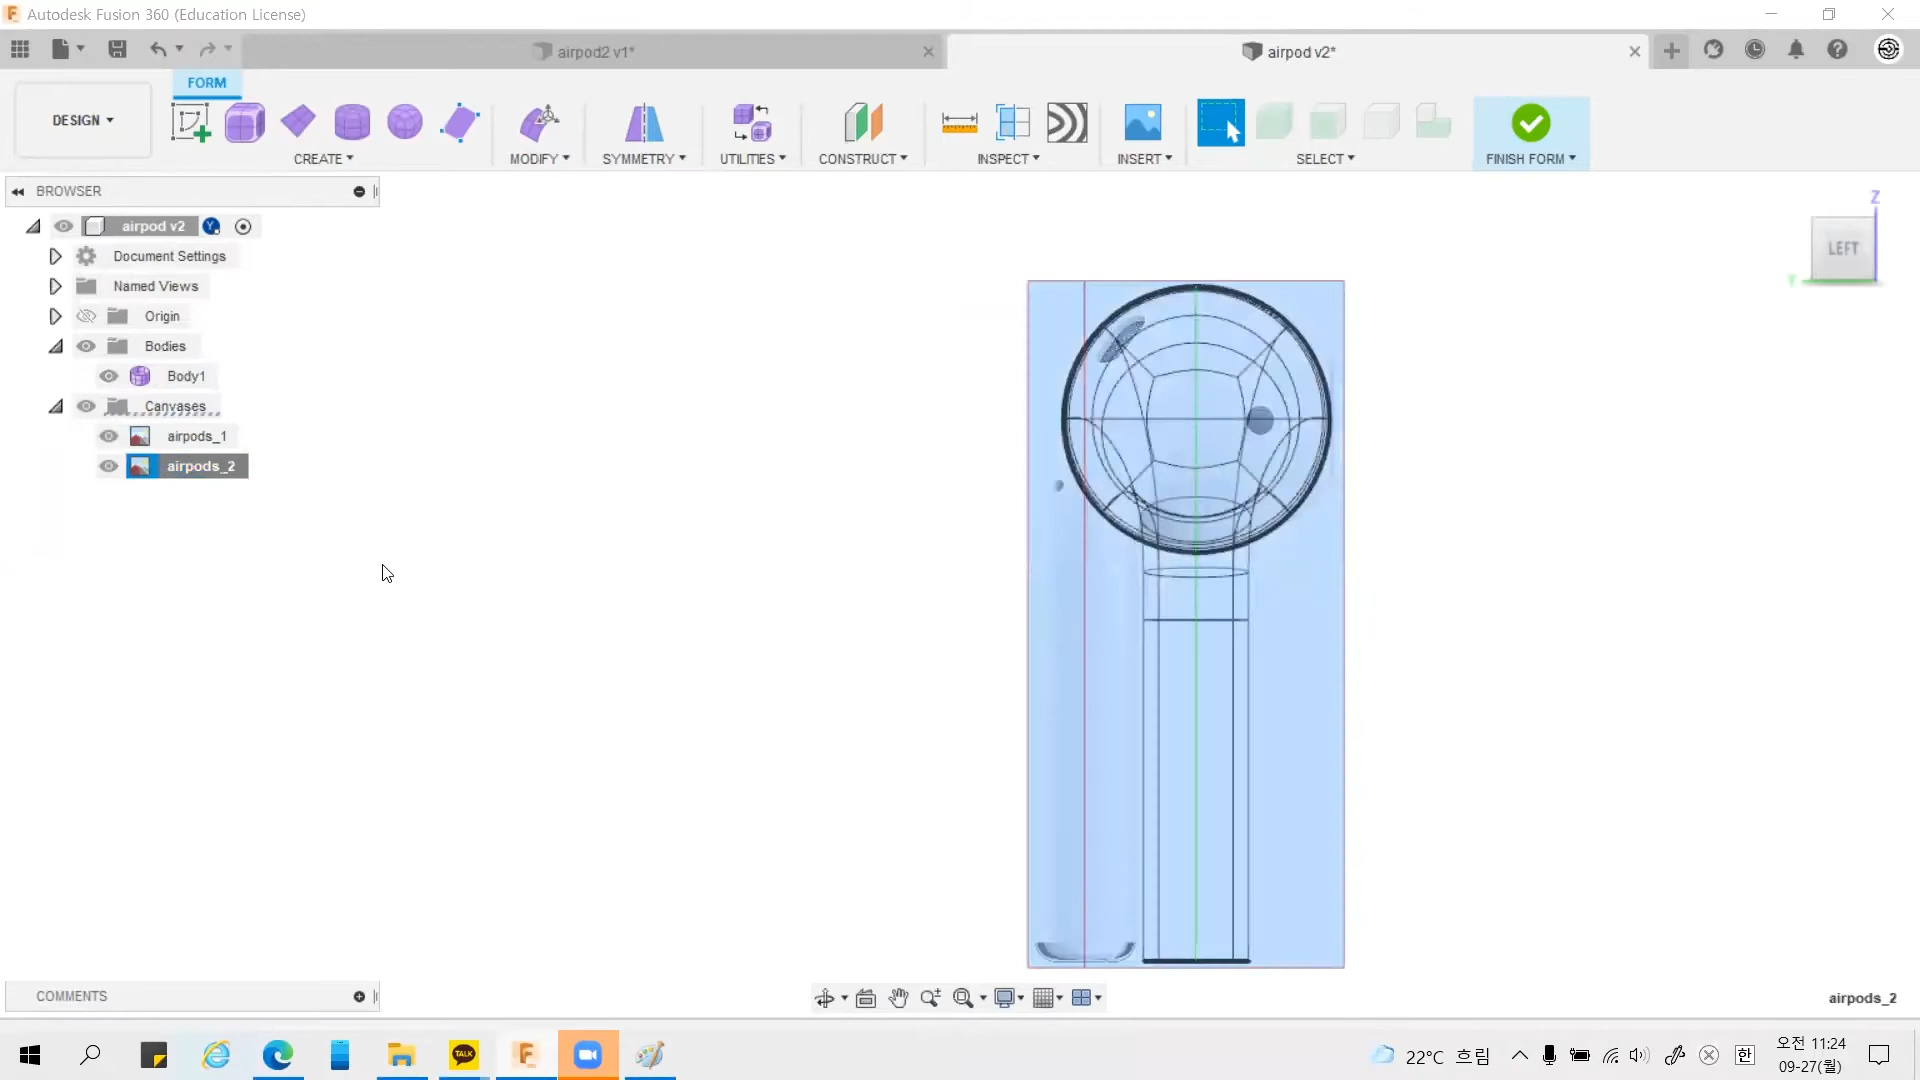 Autodesk Fusion 360 (Education License)
airpod2 v1*
airpod v2*
FORM
DESIGN
CREATE
MODIFY
SYMMETRY
UTILITIES
CONSTRUCT
INSPECT
INSERT
SELECT
FINISH FORM
BROWSER
airpod v2
Document Settings
Named Views
Origin
Bodies
Body1
Canvases
airpods_1
airpods_2
Z
LEFT
Y
COMMENTS
airpods_2
TALK
22°C 흐림
한
오전 11:24
09-27(월)